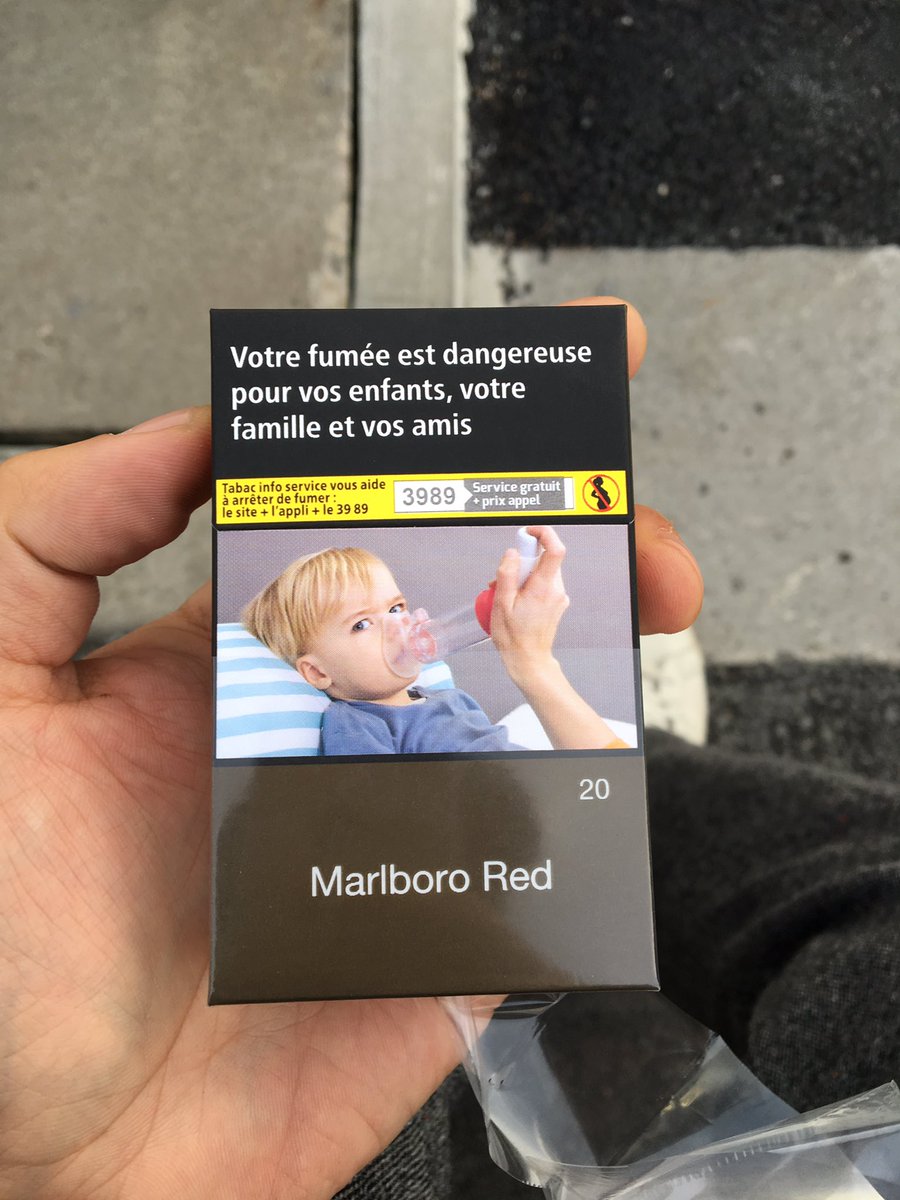 Votre fumée est dangereuse
pour vos enfants, votre
famille et vos amis
Tabac info service vous aide
à arrêter de fumer :
le site + l'appli + le 39 89
3989
Service gratuit
+ prix appel
20
Marlboro Red